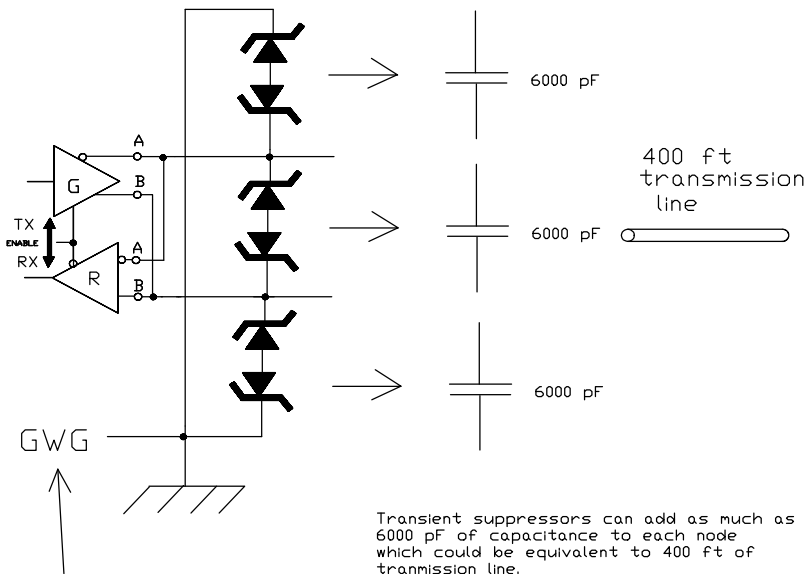 6000 pF
A
B
G
TX
ENABLE
RX
A
R
B
6000 pF
400 ft
transmission
line
6000 pF
GWG
Transient suppressors can add as much as
6000 pF of capacitance to each node
which could be equivalent to 400 ft of
tranmission line.